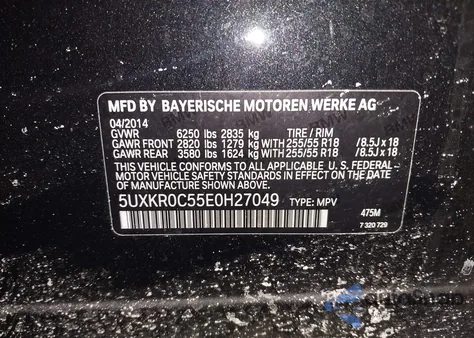 MFD BY BAYERISCHE MOTOREN WERKE AG
04/2014
GVWR 6250 lbs 2835 kg TIRE / RIM
GAWR FRONT 2820 lbs 1279 kg WITH 255/55 R18 /8.5J x 18
GAWR REAR 3580 lbs 1624 kg WITH 255/55 R18 /8.5J x 18
THIS VEHICLE CONFORMS TO ALL APPLICABLE U.S. FEDERAL
MOTOR VEHICLE SAFETY STANDARDS IN EFFECT ON THE
DATE OF MANUFACTURE SHOWN ABOVE.
5UXKR0C55E0H27049 TYPE: MPV
475M
7 320 729